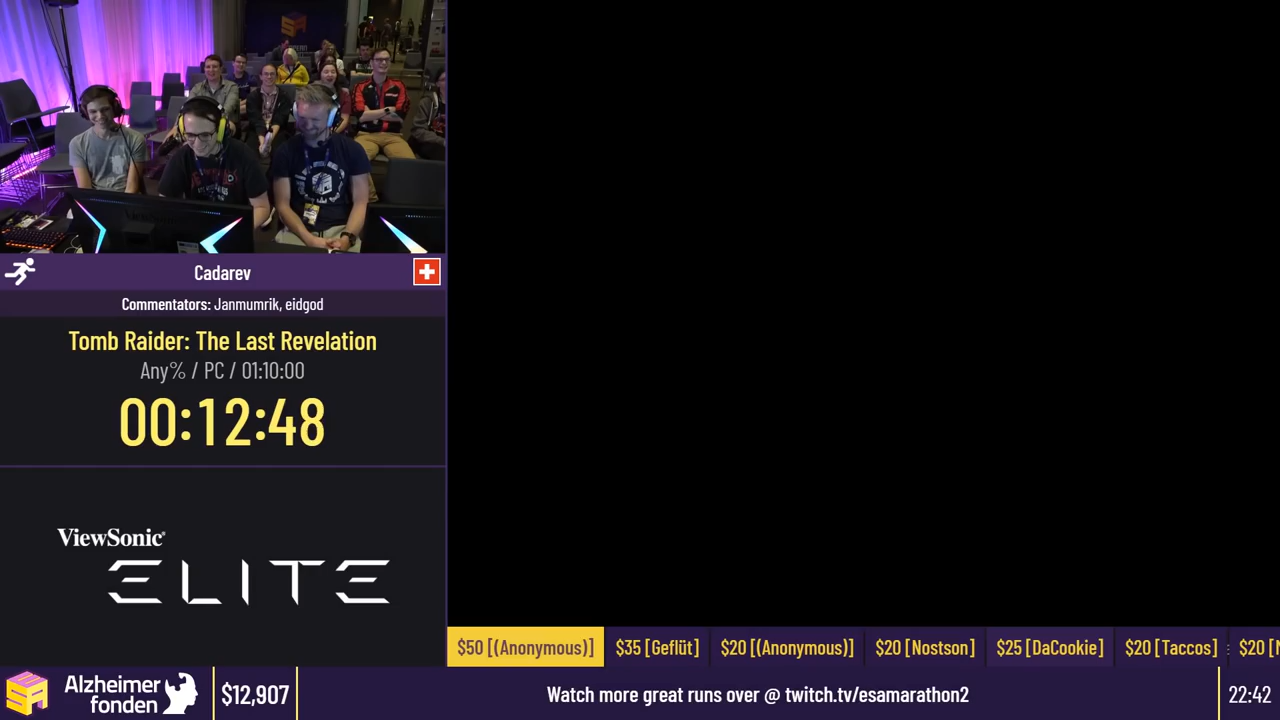 Cadarev
Commentators: Janmumrik, eidgod
Tomb Raider: The Last Revelation
Any% / PC / 01:10:00
00:12:48
ViewSonic®
ELITE
$50 [(Anonymous)] $35 [Geflüt] $20 [(Anonymous)] $20 [Nostson] $25 [DaCookie] $20 [Taccos] $20 [N
Alzheimer
fonden
$12,907
Watch more great runs over @ twitch.tv/esamarathon2
22:42